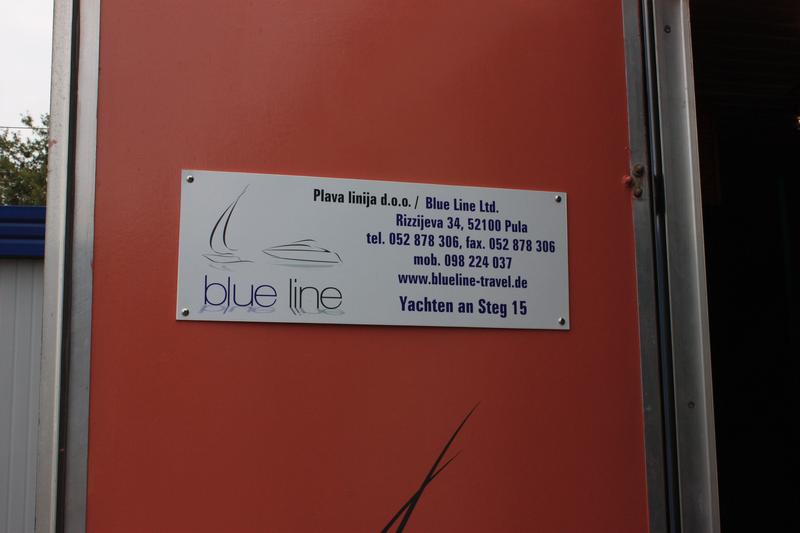 Plava linija d.o.o. / Blue Line Ltd.
Rizzijeva 34, 52100 Pula
tel. 052 878 306, fax. 052 878 306
mob. 098 224 037
www.blueline-travel.de
Yachten an Steg 15
blue line